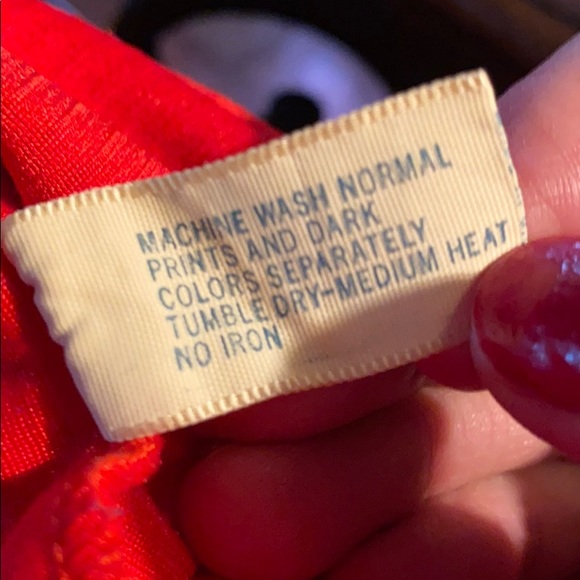 MACHINE WASH NORMAL
PRINTS AND DARK
COLORS SEPARATELY
TUMBLE DRY-MEDIUM HEAT
NO IRON